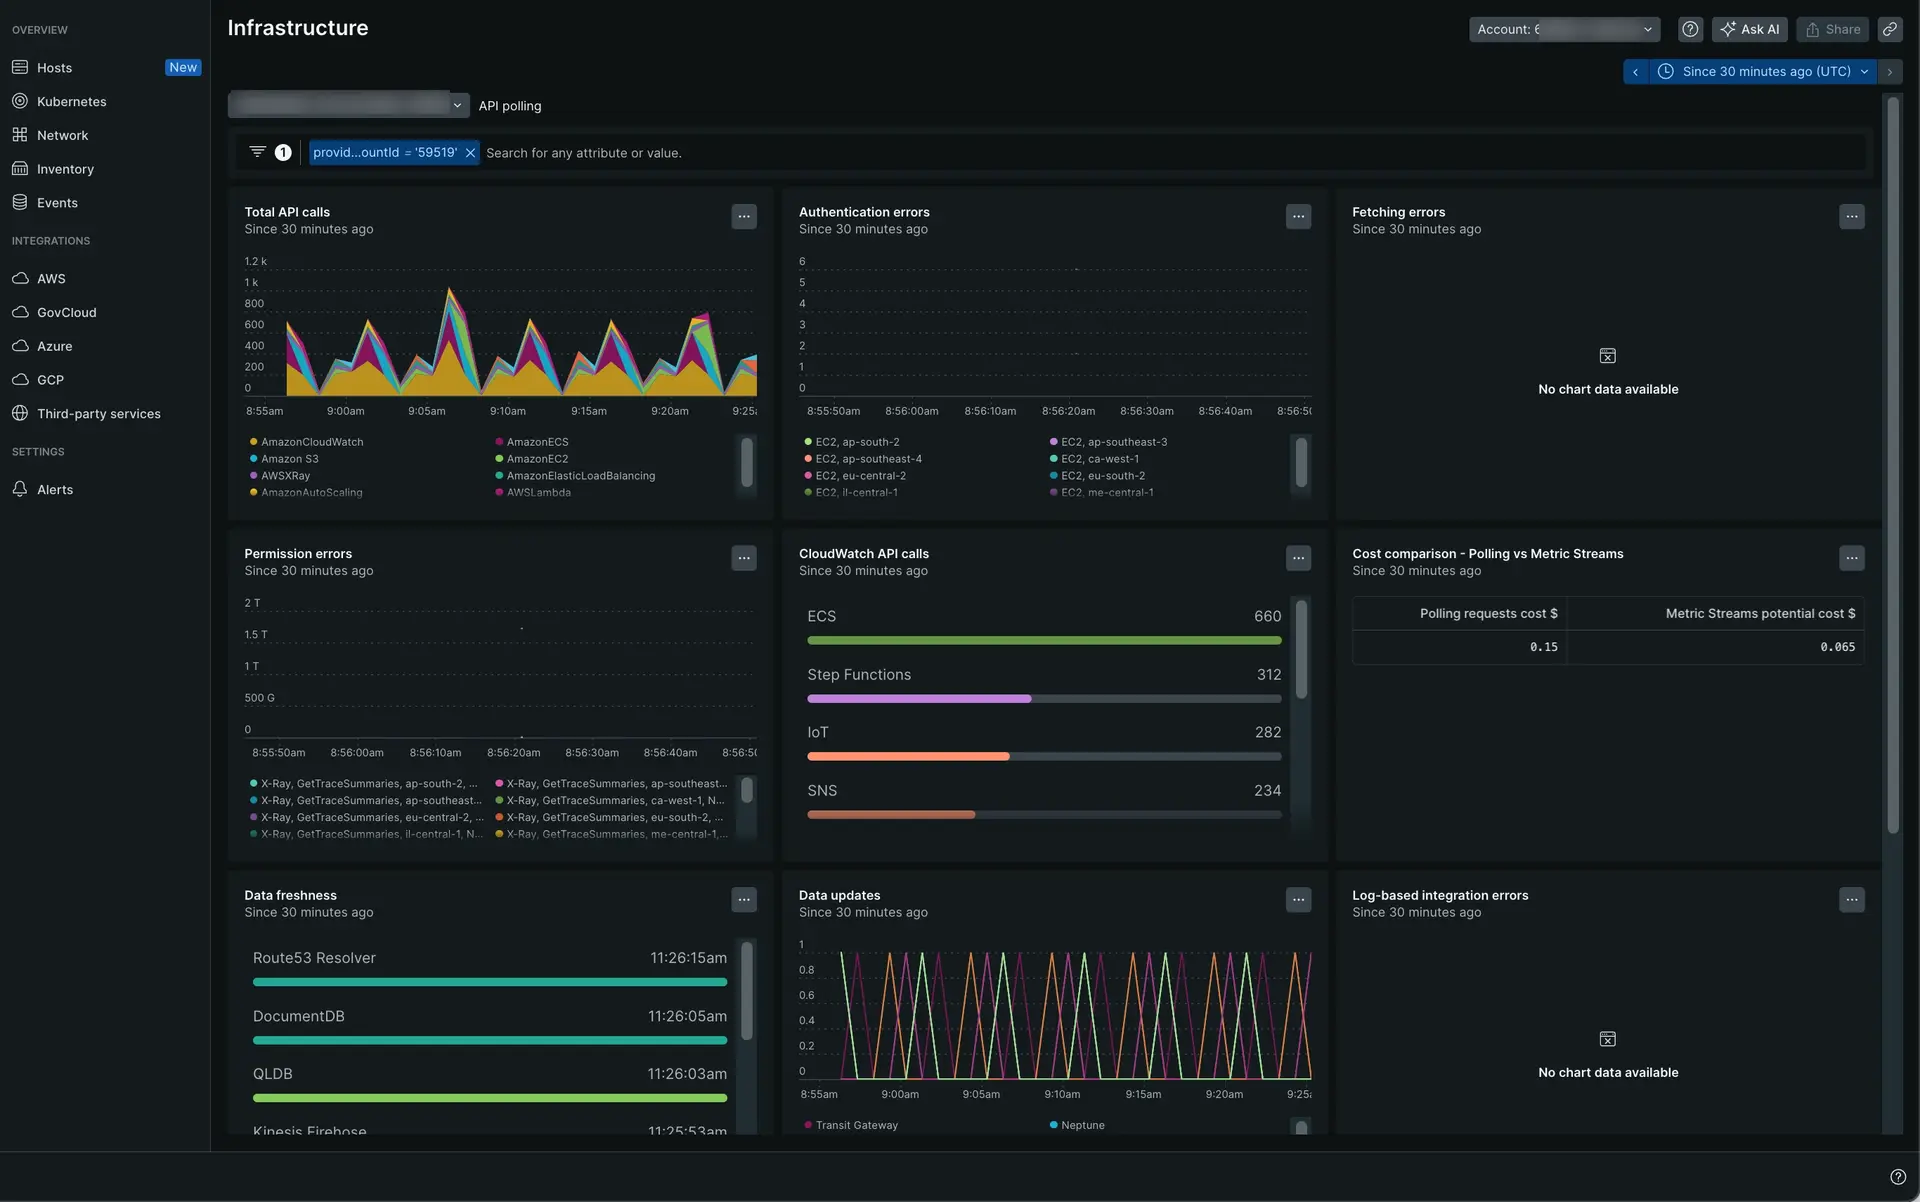 OVERVIEW
Hosts
New
Kubernetes
Network
Inventory
Events
INTEGRATIONS
AWS
GovCloud
Azure
GCP
Third-party services
SETTINGS
Alerts
Infrastructure
Account: 6
Ask AI
Share
Since 30 minutes ago (UTC)
API polling
1
provid...ountId = '59519'
Search for any attribute or value.
Total API calls
Since 30 minutes ago
1.2 k
1 k
800
600
400
200
0
8:55am 9:00am 9:05am 9:10am 9:15am 9:20am 9:25a
AmazonCloudWatch AmazonECS
Amazon S3 AmazonEC2
AWSXRay AmazonElasticLoadBalancing
AmazonAutoScaling AWSLambda
Authentication errors
Since 30 minutes ago
6
5
4
3
2
1
0
8:55:50am 8:56:00am 8:56:10am 8:56:20am 8:56:30am 8:56:40am 8:56:50
EC2, ap-south-2 EC2, ap-southeast-3
EC2, ap-southeast-4 EC2, ca-west-1
EC2, eu-central-2 EC2, eu-south-2
EC2, il-central-1 EC2, me-central-1
Fetching errors
Since 30 minutes ago
No chart data available
Permission errors
Since 30 minutes ago
2 T
1.5 T
1 T
500 G
0
8:55:50am 8:56:00am 8:56:10am 8:56:20am 8:56:30am 8:56:40am 8:56:50
X-Ray, GetTraceSummaries, ap-south-2, ... X-Ray, GetTraceSummaries, ap-southeast...
X-Ray, GetTraceSummaries, ap-southeast... X-Ray, GetTraceSummaries, ca-west-1, N...
X-Ray, GetTraceSummaries, eu-central-2, ... X-Ray, GetTraceSummaries, eu-south-2, ...
X-Ray, GetTraceSummaries, il-central-1, N... X-Ray, GetTraceSummaries, me-central-1,...
CloudWatch API calls
Since 30 minutes ago
ECS 660
Step Functions 312
IoT 282
SNS 234
Cost comparison - Polling vs Metric Streams
Since 30 minutes ago
Polling requests cost $ Metric Streams potential cost $
0.15 0.065
Data freshness
Since 30 minutes ago
Route53 Resolver 11:26:15am
DocumentDB 11:26:05am
QLDB 11:26:03am
Kinesis Firehose 11:25:53am
Data updates
Since 30 minutes ago
1
0.8
0.6
0.4
0.2
0
8:55am 9:00am 9:05am 9:10am 9:15am 9:20am 9:25a
Transit Gateway Neptune
Log-based integration errors
Since 30 minutes ago
No chart data available